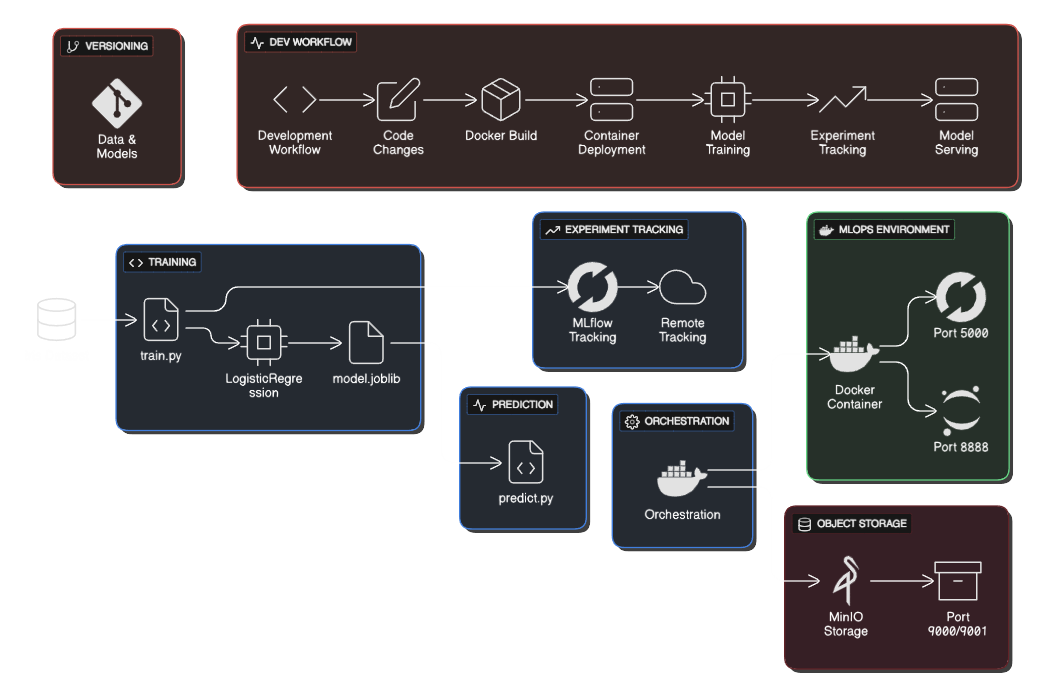 VERSIONING
Data &
Models
DEV WORKFLOW
Development
Workflow
Code
Changes
Docker Build
Container
Deployment
Model
Training
Experiment
Tracking
Model
Serving
TRAINING
train.py
LogisticRegre
ssion
model.joblib
EXPERIMENT TRACKING
MLflow
Tracking
Remote
Tracking
MLOPS ENVIRONMENT
Docker
Container
Port 5000
Port 8888
PREDICTION
predict.py
ORCHESTRATION
Orchestration
OBJECT STORAGE
MinIO
Storage
Port
9000/9001